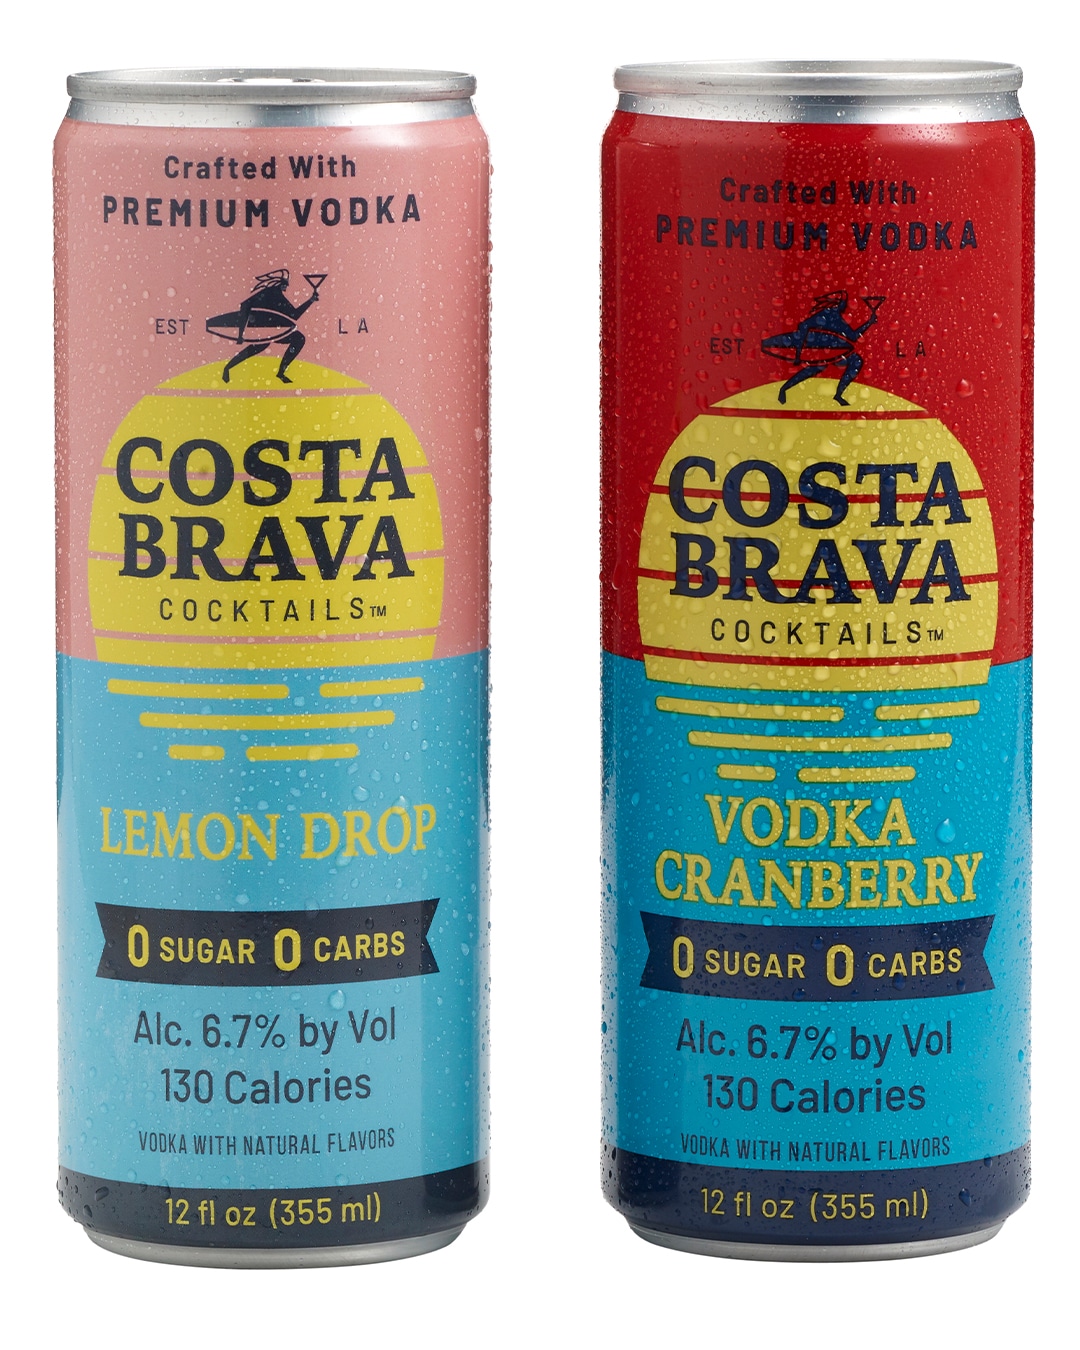 Crafted With
PREMIUM VODKA
EST LA
COSTA
BRAVA
COCKTAILS™
LEMON DROP
0 SUGAR 0 CARBS
Alc. 6.7% by Vol
130 Calories
VODKA WITH NATURAL FLAVORS
12 fl oz (355 ml)
Crafted With
PREMIUM VODKA
EST LA
COSTA
BRAVA
COCKTAILS™
VODKA
CRANBERRY
0 SUGAR 0 CARBS
Alc. 6.7% by Vol
130 Calories
VODKA WITH NATURAL FLAVORS
12 fl oz (355 ml)